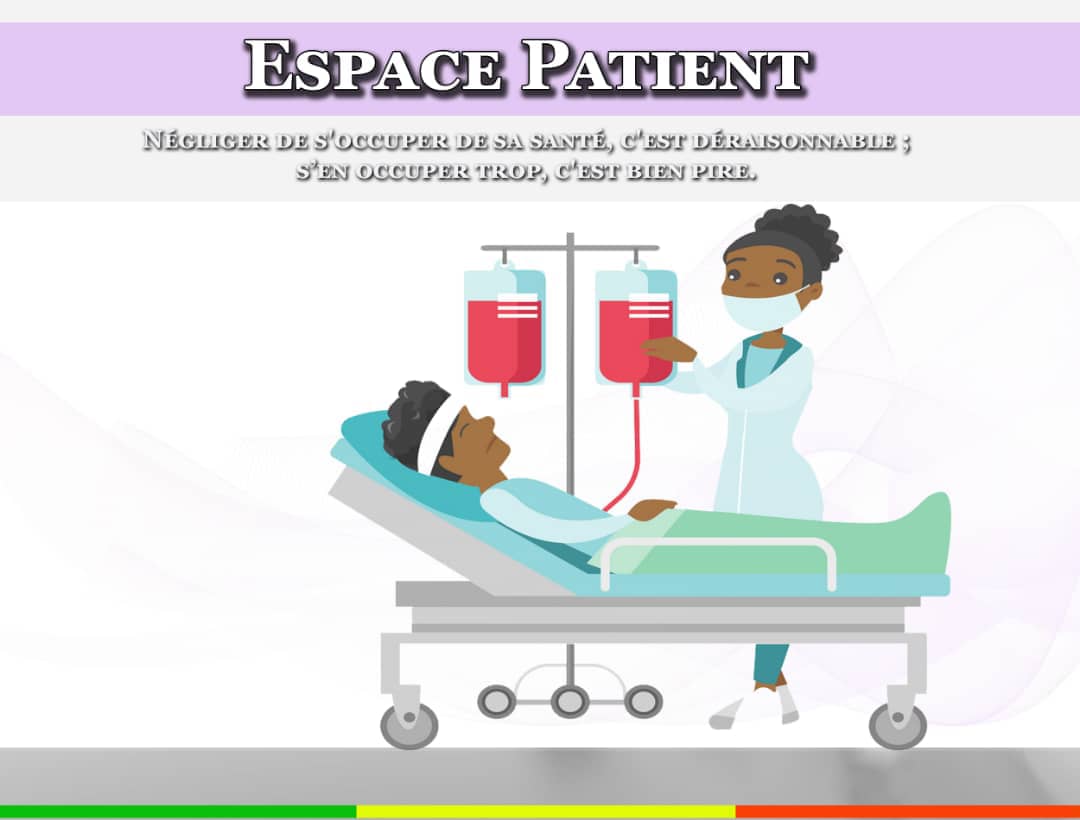 Espace Patient
Négliger de s'occuper de sa santé, c'est déraisonnable ;
s'en occuper trop, c'est bien pire.